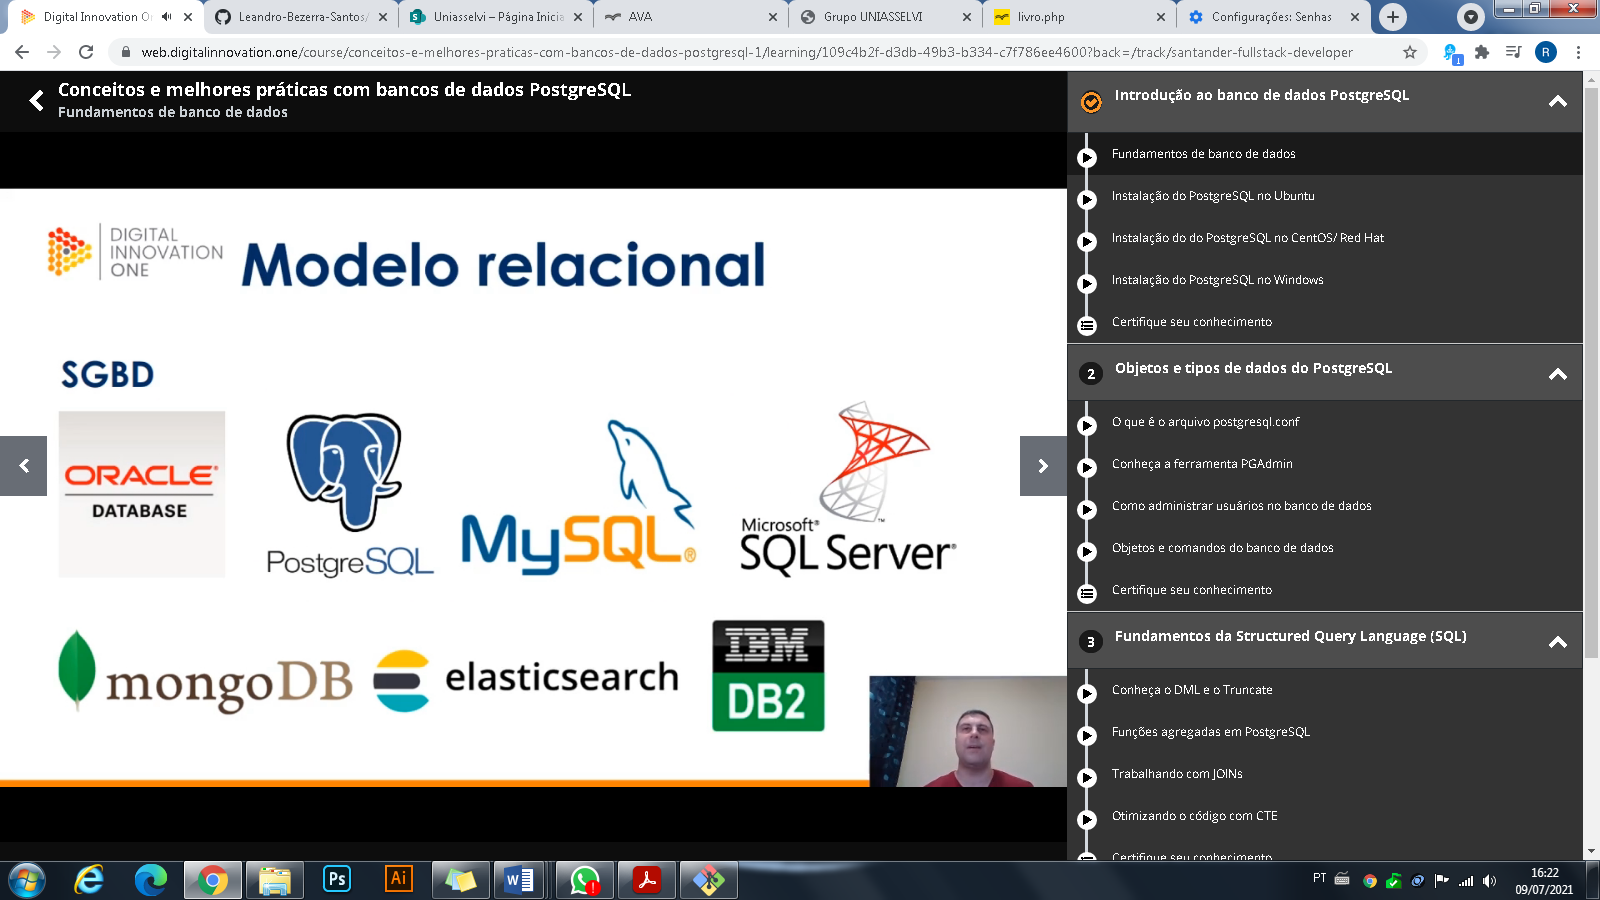 Digital Innovation On
Leandro-Bezerra-Santos/
Uniasselvi – Página Inicia
AVA
Grupo UNIASSELVI
livro.php
Configurações: Senhas
web.digitalinnovation.one/course/conceitos-e-melhores-praticas-com-bancos-de-dados-postgresql-1/learning/109c4b2f-d3db-49b3-b334-c7f786ee4600?back=/track/santander-fullstack-developer
1
R
Conceitos e melhores práticas com bancos de dados PostgreSQL
Fundamentos de banco de dados
DIGITAL
INNOVATION
ONE
Modelo relacional
SGBD
ORACLE
DATABASE
PostgreSQL
MySQL®
Microsoft®
SQL Server®
mongoDB
elasticsearch
IBM
DB2
Introdução ao banco de dados PostgreSQL
Fundamentos de banco de dados
Instalação do PostgreSQL no Ubuntu
Instalação do do PostgreSQL no CentOS/ Red Hat
Instalação do PostgreSQL no Windows
Certifique seu conhecimento
2 Objetos e tipos de dados do PostgreSQL
O que é o arquivo postgresql.conf
Conheça a ferramenta PGAdmin
Como administrar usuários no banco de dados
Objetos e comandos do banco de dados
Certifique seu conhecimento
3 Fundamentos da Structured Query Language (SQL)
Conheça o DML e o Truncate
Funções agregadas em PostgreSQL
Trabalhando com JOINs
Otimizando o código com CTE
Certifique seu conhecimento
Ps
Ai
W
PT
16:22
09/07/2021